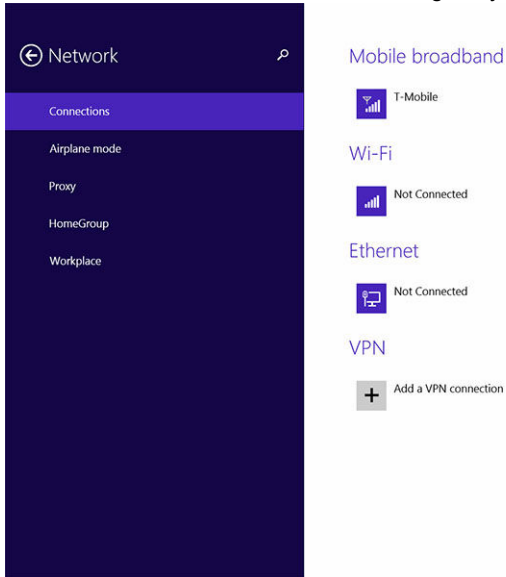 Network
Connections
Airplane mode
Proxy
HomeGroup
Workplace
Mobile broadband
T-Mobile
Wi-Fi
Not Connected
Ethernet
Not Connected
VPN
Add a VPN connection